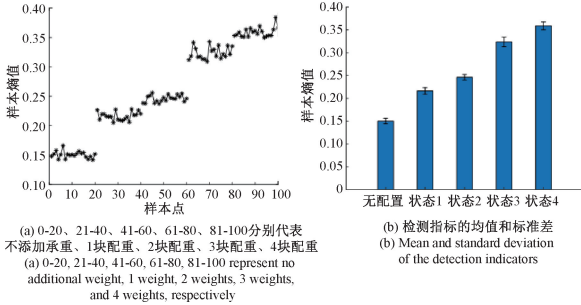 0.40
0.35
0.30
0.25
0.20
0.15
0.10
样本熵值
0 10 20 30 40 50 60 70 80 90 100
样本点
(a) 0-20、21-40、41-60、61-80、81-100分别代表
不添加承重、1块配重、2块配重、3块配重、4块配重
(a) 0-20, 21-40, 41-60, 61-80, 81-100 represent no
additional weight, 1 weight, 2 weights, 3 weights,
and 4 weights, respectively
0.40
0.35
0.30
0.25
0.20
0.15
0.10
0.05
0
样本熵值
无配置 状态1 状态2 状态3 状态4
(b) 检测指标的均值和标准差
(b) Mean and standard deviation
of the detection indicators